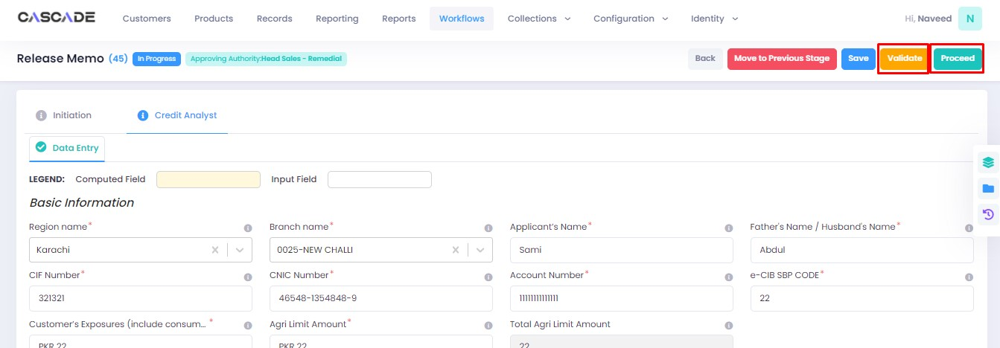 CASCADE Customers Products Records Reporting Reports Workflows Collections Configuration Identity Hi, Naveed N
Release Memo (45) In Progress Approving Authority:Head Sales - Remedial Back Move to Previous Stage Save Validate Proceed
Initiation Credit Analyst
Data Entry
LEGEND: Computed Field Input Field
Basic Information
Region name* Branch name* Applicant's Name* Father's Name / Husband's Name*
Karachi 0025-NEW CHALLI Sami Abdul
CIF Number* CNIC Number* Account Number* e-CIB SBP CODE*
321321 46548-1354848-9 11111111111111 22
Customer's Exposures (include consum... * Agri Limit Amount* Total Agri Limit Amount
PKR 22 PKR 22 22